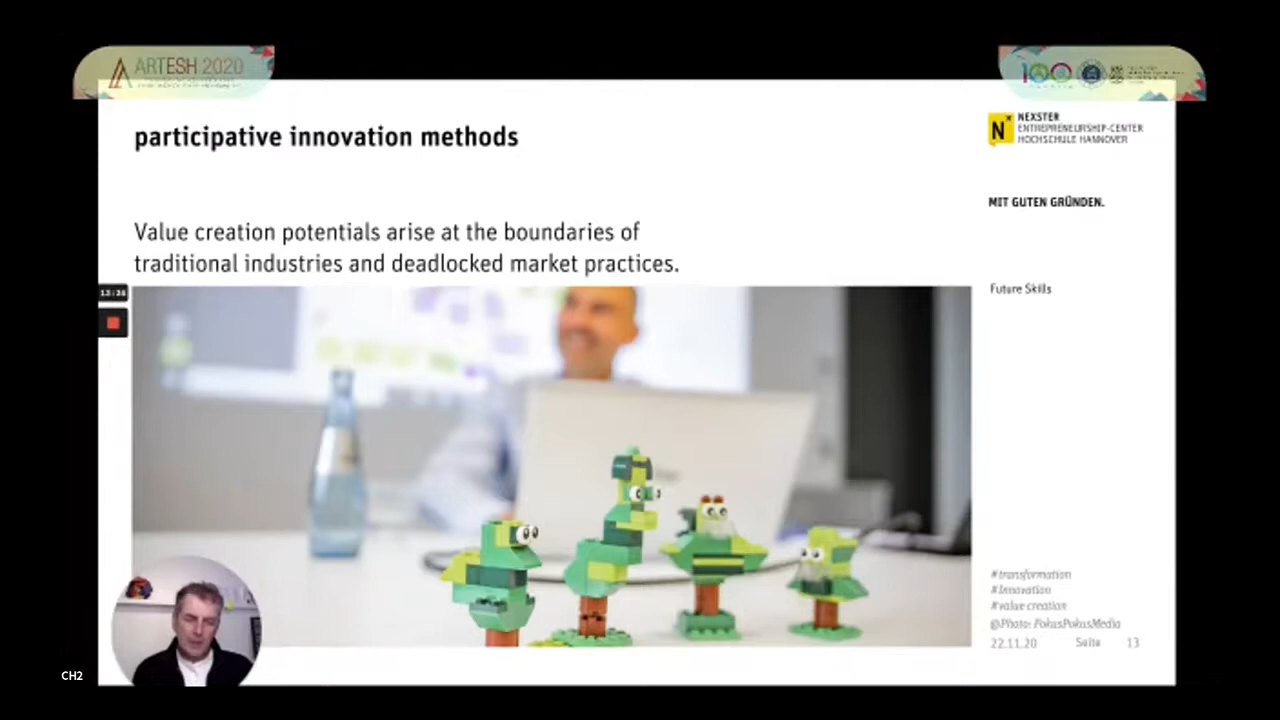 ARTESH 2020
100
participative innovation methods
N*
NEXSTER
ENTREPRENEURSHIP-CENTER
HOCHSCHULE HANNOVER
MIT GUTEN GRÜNDEN.
Value creation potentials arise at the boundaries of
traditional industries and deadlocked market practices.
Future Skills
#transformation
#Innovation
#value creation
@Photo: PokusPokusMedia
22.11.20 Seite 13
CH2